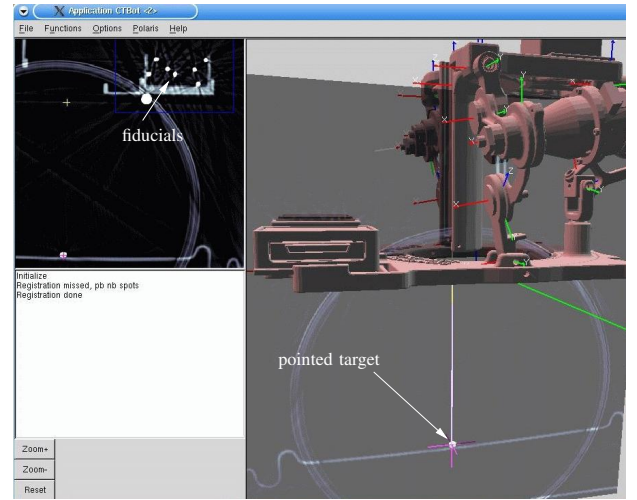 Application CTBot <2>
File Functions Options Polaris Help
fiducials
Initialize
Registration missed, pb nb spots
Registration done
pointed target
Zoom+
Zoom-
Reset
X
Y
X
X
Y
X
Z
X
Y
Y